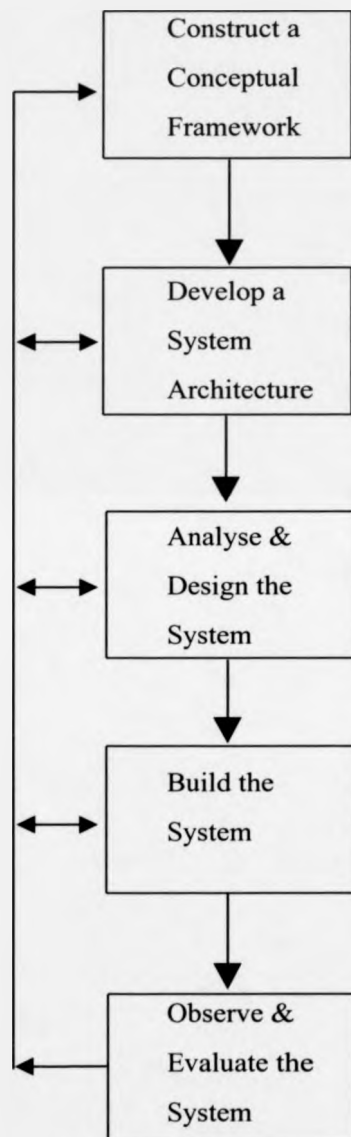 Construct a
Conceptual
Framework
Develop a
System
Architecture
Analyse &
Design the
System
Build the
System
Observe &
Evaluate the
System